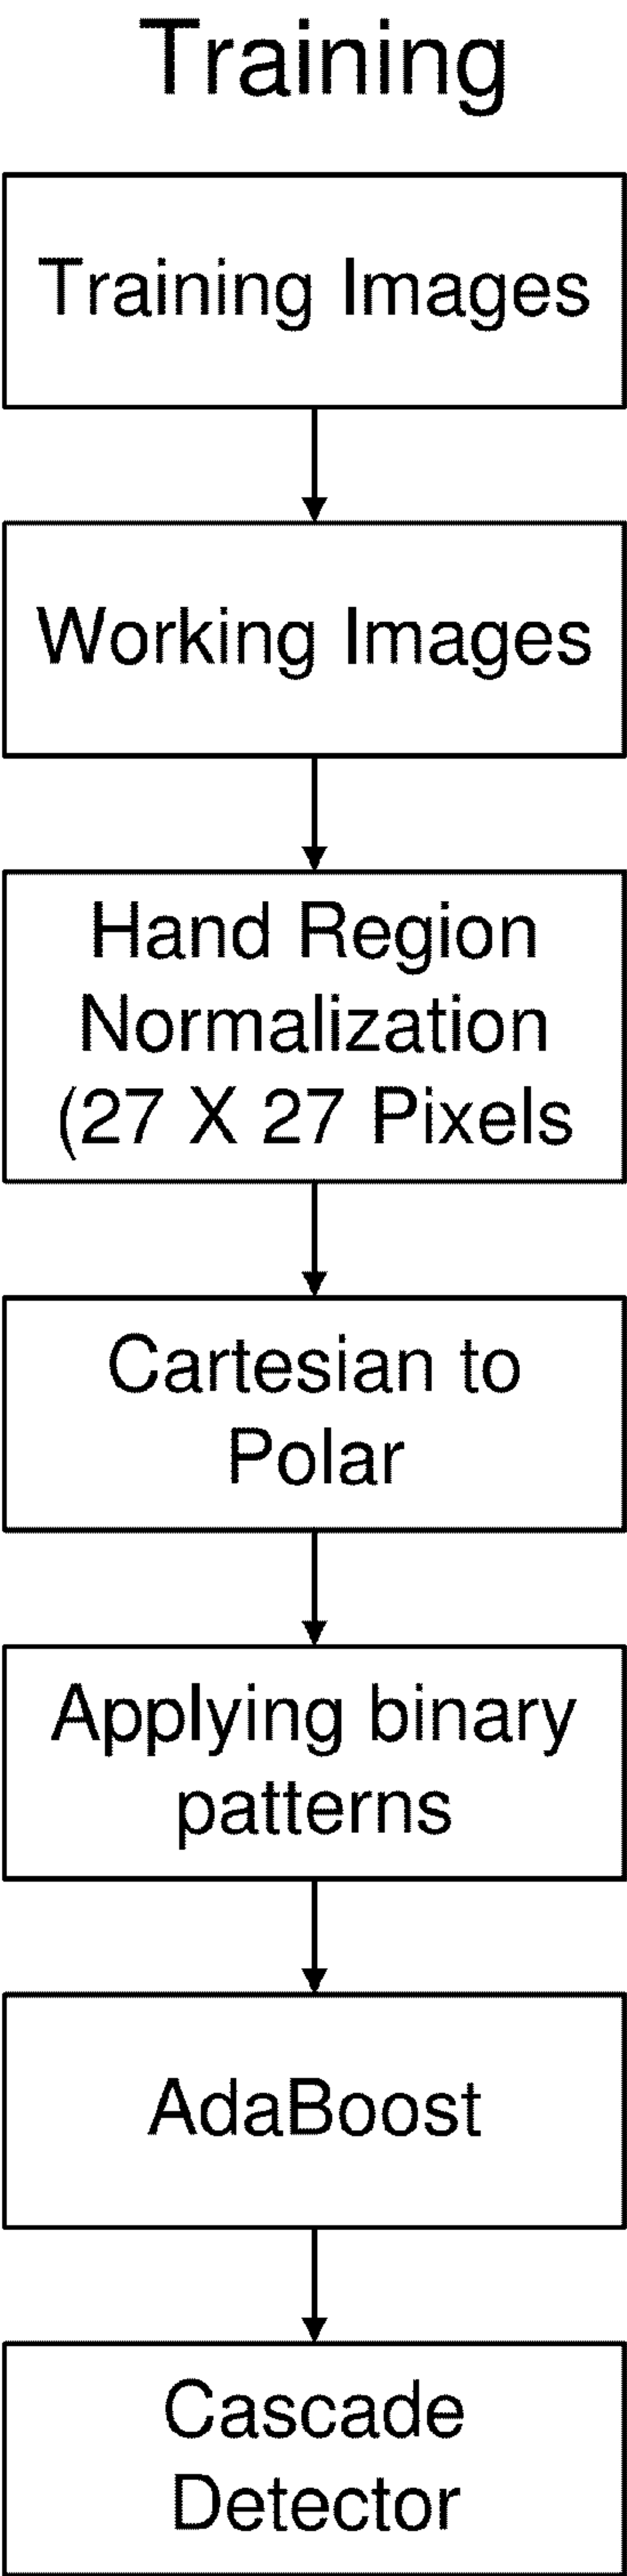 Training
Training Images
Working Images
Hand Region
Normalization
(27 X 27 Pixels
Cartesian to
Polar
Applying binary
patterns
AdaBoost
Cascade
Detector